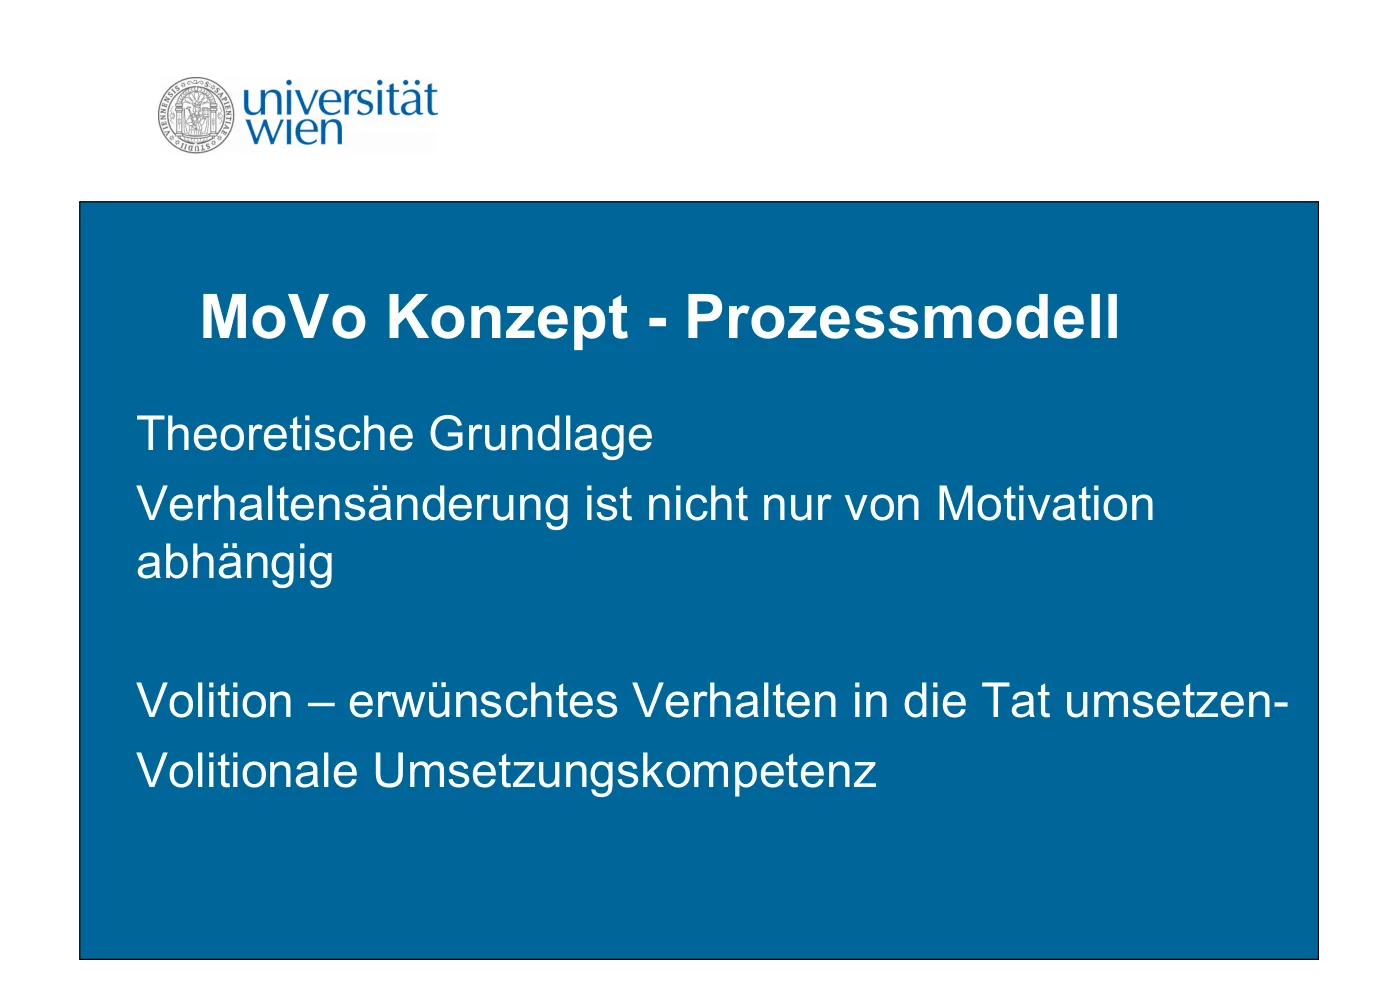 universität
wien
MoVo Konzept - Prozessmodell
Theoretische Grundlage
Verhaltensänderung ist nicht nur von Motivation
abhängig
Volition – erwünschtes Verhalten in die Tat umsetzen-
Volitionale Umsetzungskompetenz